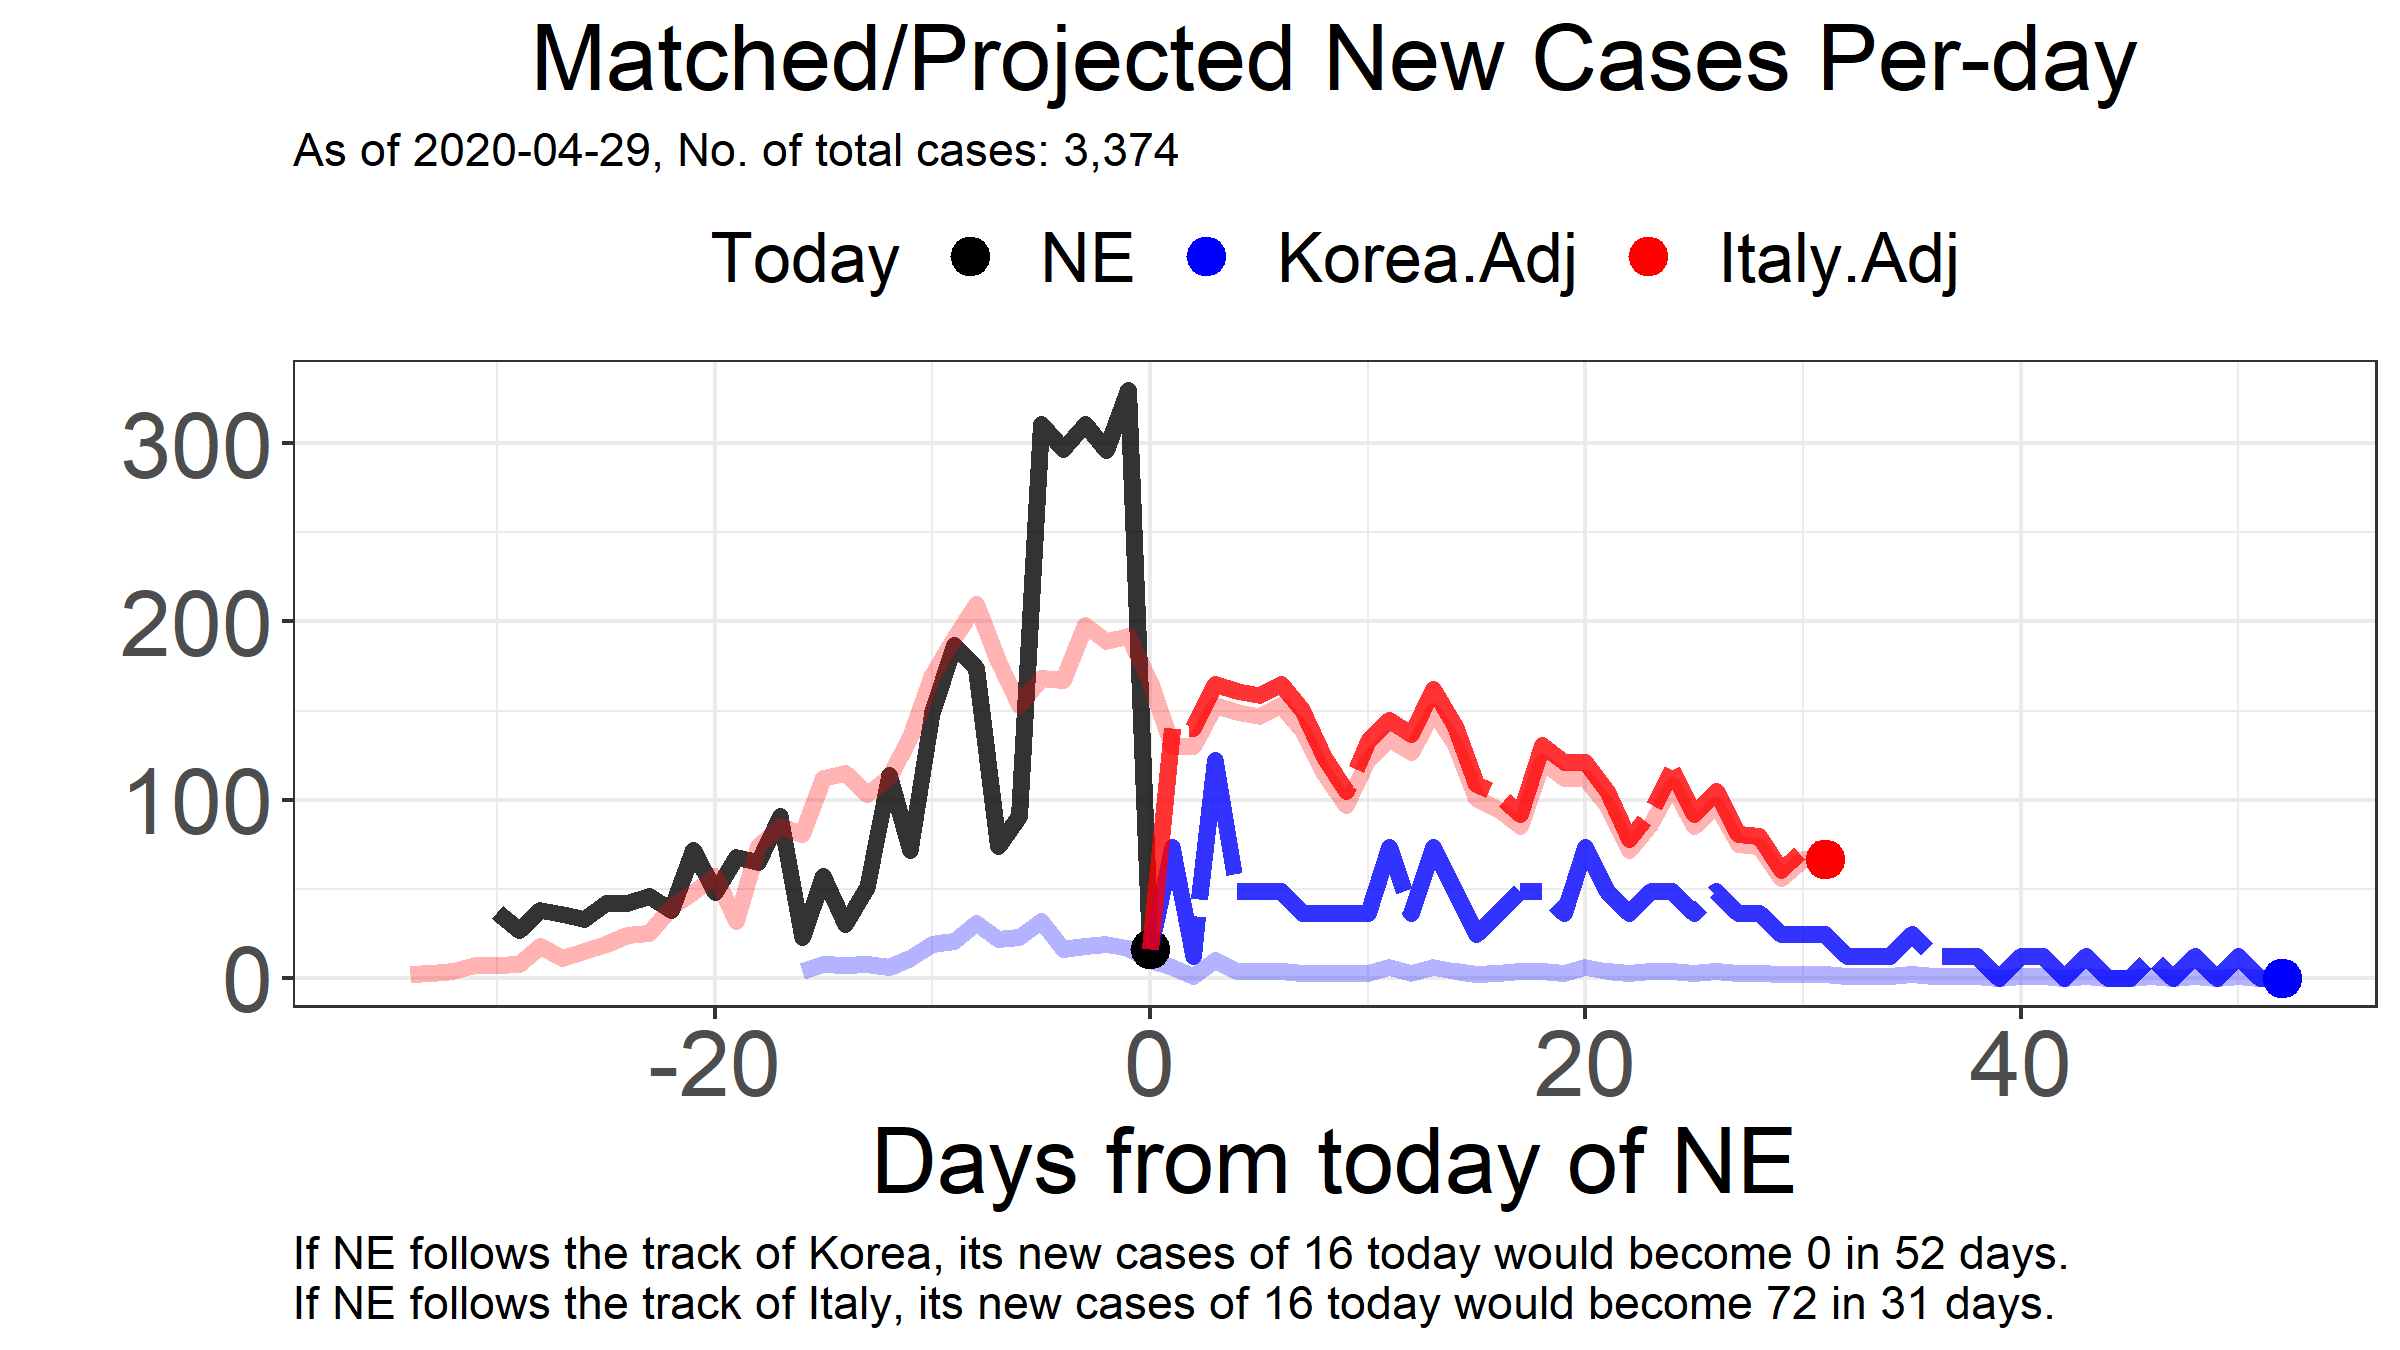 Matched/Projected New Cases Per-day
As of 2020-04-29, No. of total cases: 3,374
Today NE Korea.Adj Italy.Adj
300
200
100
0
-20 0 20 40
Days from today of NE
If NE follows the track of Korea, its new cases of 16 today would become 0 in 52 days.
If NE follows the track of Italy, its new cases of 16 today would become 72 in 31 days.